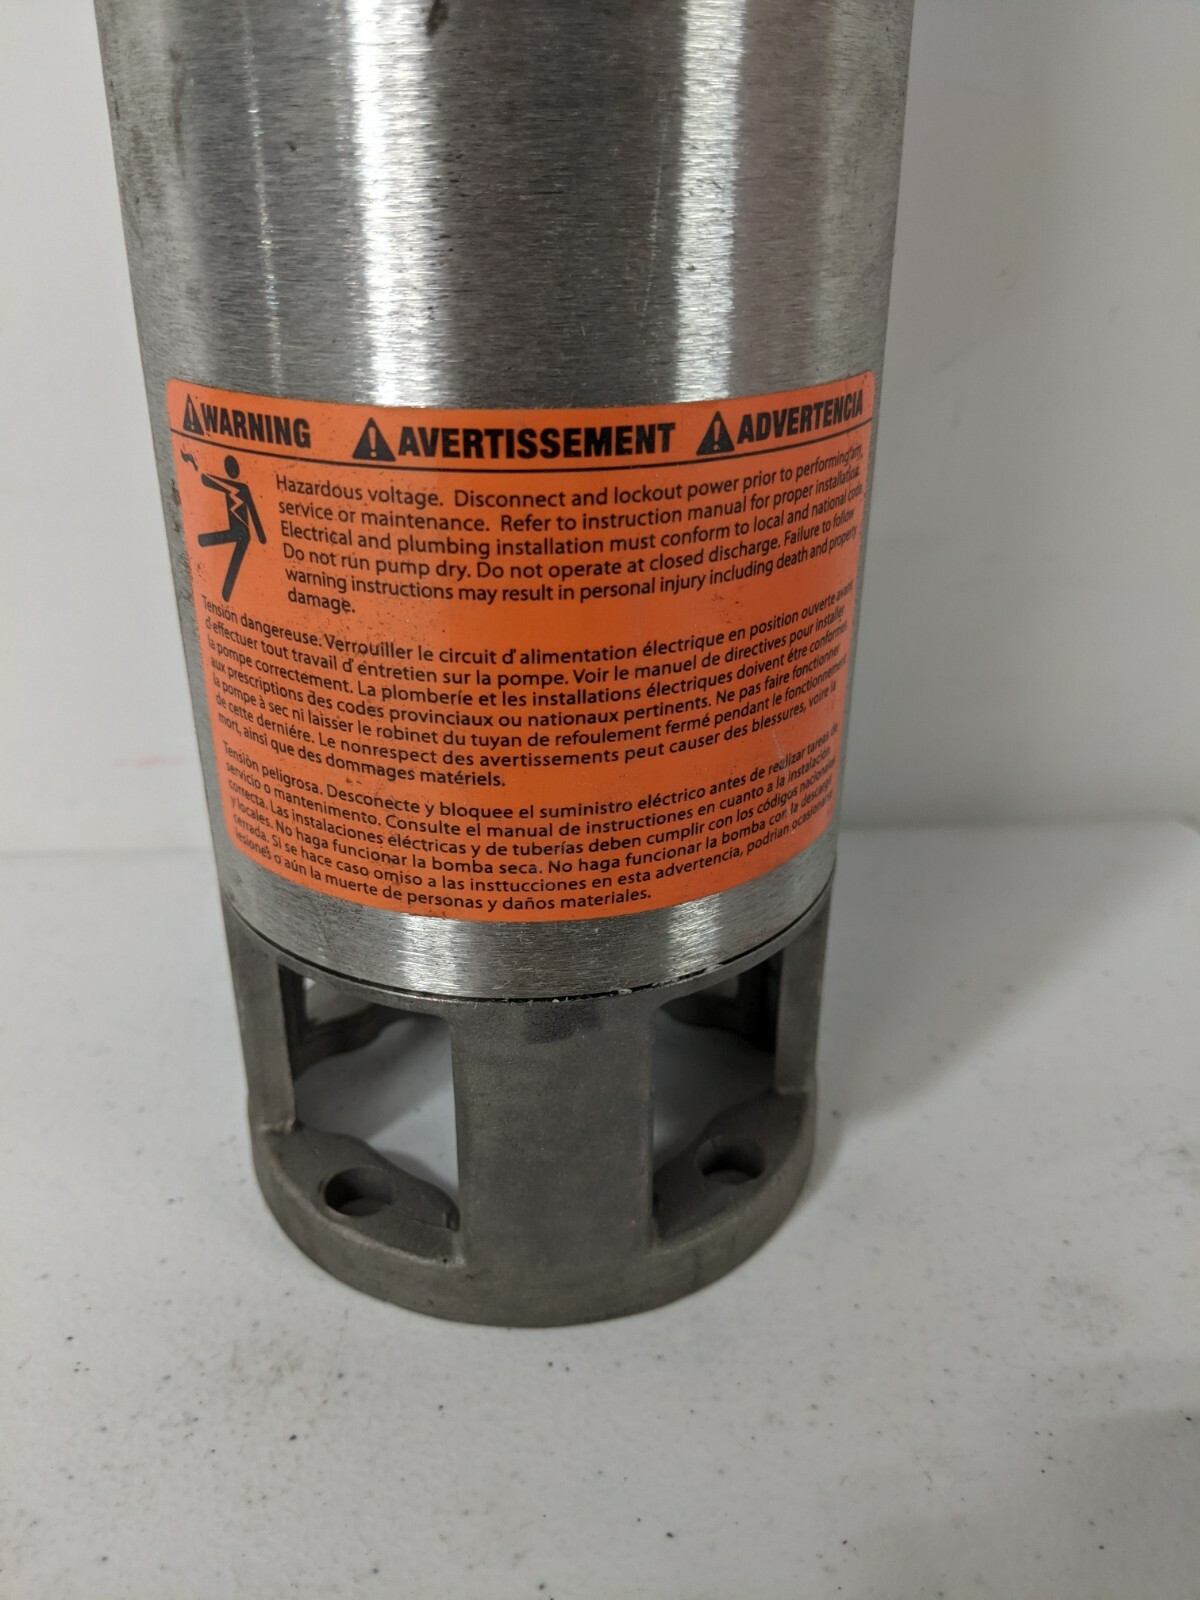 WARNING AVERTISSEMENT ADVERTENCIA
Hazardous voltage. Disconnect and lockout power prior to performing any
service or maintenance. Refer to instruction manual for proper installation.
Electrical and plumbing installation must conform to local and national code.
Do not run pump dry. Do not operate at closed discharge. Failure to follow
warning instructions may result in personal injury including death and property
damage.
Tensión dangereuse. Verrouiller le circuit d'alimentation électrique en position ouverte avant
d'effectuer tout travail d'entretien sur la pompe. Voir le manuel de directives pour installer
la pompe correctement. La plomberie et les installations électriques doivent être conformes
aux prescriptions des codes provinciaux ou nationaux pertinents. Ne pas faire fonctionner
la pompe à sec ni laisser le robinet du tuyan de refoulement fermé pendant le fonctionnement
de cette derniére. Le nonrespect des avertissements peut causer des blessures, voire la
mort, ainsi que des dommages matériels.
Tensión peligrosa. Desconecte y bloquee el suministro eléctrico antes de realizar tareas de
servicio o mantenimento. Consulte el manual de instructiones en cuanto a la instalación
correcta. Las instalaciones eléctricas y de tuberías deben cumplir con los códigos nacionales
y locales. No haga funcionar la bomba seca. No haga funcionar la bomba con la descarga
cerrada. Si se hace caso omiso a las insttucciones en esta advertencia, podrían ocasionarse
lesiones o aún la muerte de personas y daños materiales.